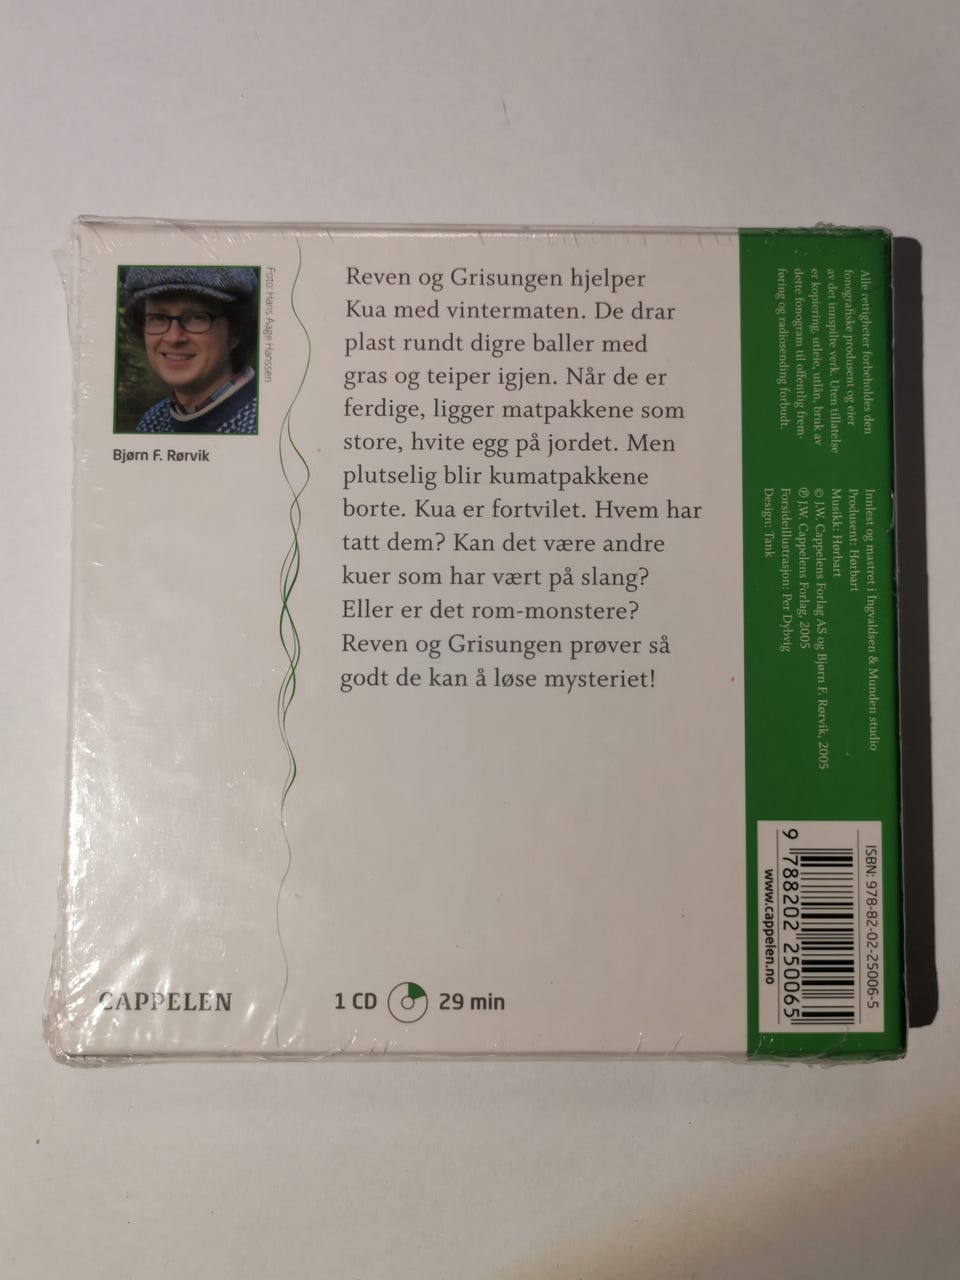 Foto: Hans Aage Hanssen
Bjørn F. Rørvik
Reven og Grisungen hjelper
Kua med vintermaten. De drar
plast rundt digre baller med
gras og teiper igjen. Når de er
ferdige, ligger matpakkene som
store, hvite egg på jordet. Men
plutselig blir kumatpakkene
borte. Kua er fortvilet. Hvem har
tatt dem? Kan det være andre
kuer som har vært på slang?
Eller er det rom-monstere?
Reven og Grisungen prøver så
godt de kan å løse mysteriet!
CAPPELEN
1 CD
29 min
Alle rettigheter forbeholdes den
fonografiske produsent og eier
av det innspilte verk. Uten tillatelse
er kopiering, utleie, utlån, bruk av
dette fonogram til offentlig frem-
føring og radiosending forbudt.
Innlest og mastret i Ingvaldsen & Munden studio
Produsent: Hørbart
Musikk: Hørbart
© J.W. Cappelens Forlag AS og Bjørn F. Rørvik, 2005
℗ J.W. Cappelens Forlag, 2005
Forsideillustrasjon: Per Dybvig
Design: Tank
ISBN: 978-82-02-25006-5
9 788202 250065
www.cappelen.no